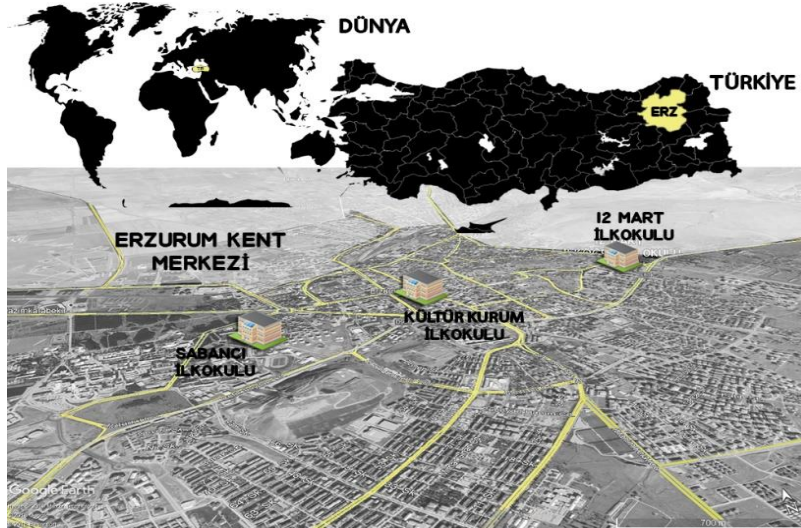 DÜNYA
TÜRKİYE
ERZ
12 MART
İLKOKULU
ERZURUM KENT
MERKEZİ
KÜLTÜR KURUM
İLKOKULU
SABANCI
İLKOKULU
Google Earth
700 m